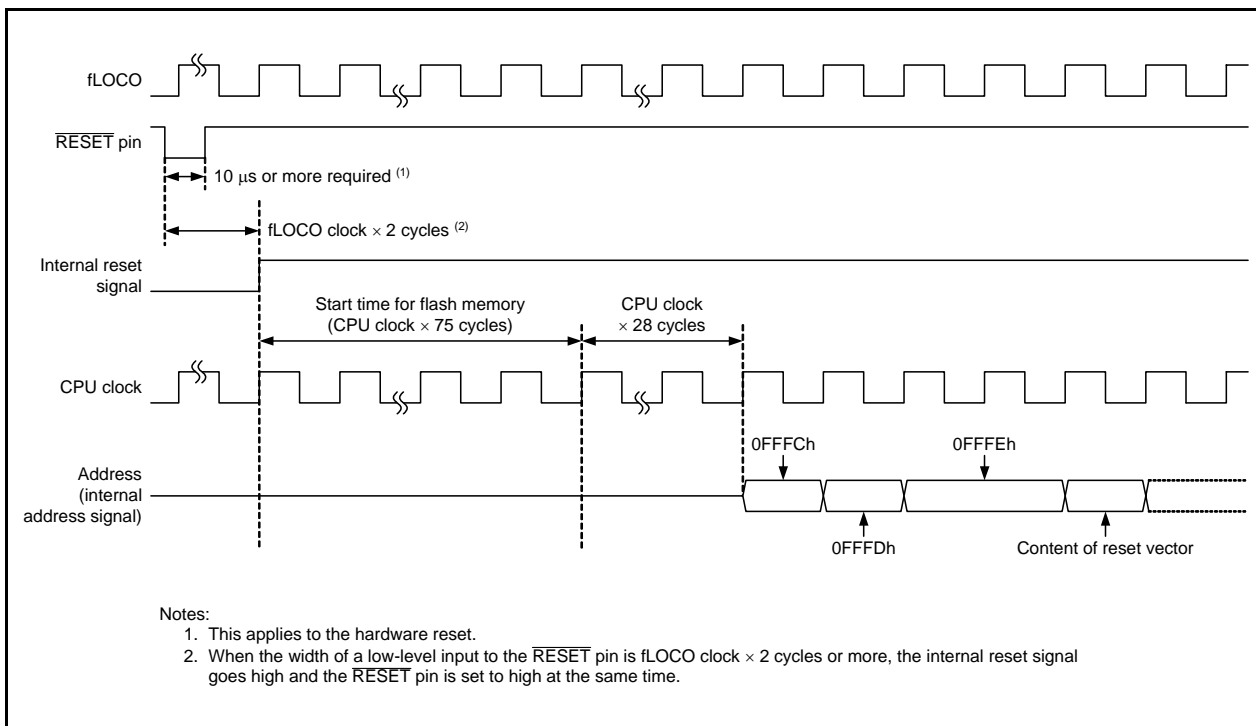 fLOCO
RESET pin
10 μs or more required (1)
fLOCO clock × 2 cycles (2)
Internal reset
signal
Start time for flash memory
(CPU clock × 75 cycles)
CPU clock
× 28 cycles
CPU clock
0FFFCh
0FFFEh
Address
(internal
address signal)
0FFFDh
Content of reset vector
Notes:
1. This applies to the hardware reset.
2. When the width of a low-level input to the RESET pin is fLOCO clock × 2 cycles or more, the internal reset signal
goes high and the RESET pin is set to high at the same time.